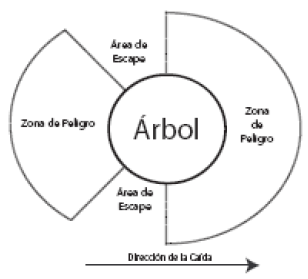 Área de
Escape
Zona de Peligro
Árbol
Zona
de
Peligro
Área de
Escape
Dirección de la Caída